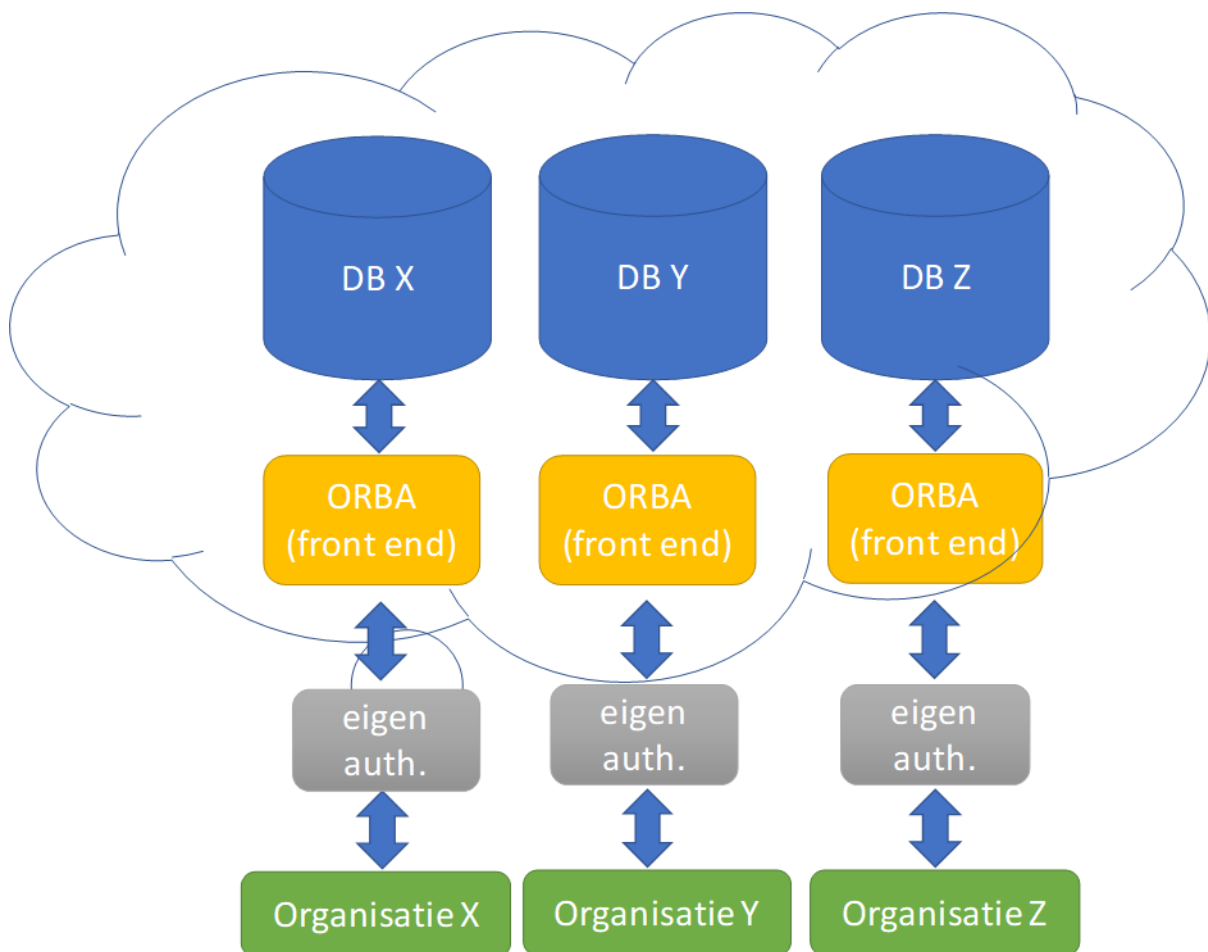 DB X
DB Y
DB Z
ORBA
(front end)
ORBA
(front end)
ORBA
(front end)
eigen
auth.
eigen
auth.
eigen
auth.
Organisatie X
Organisatie Y
Organisatie Z